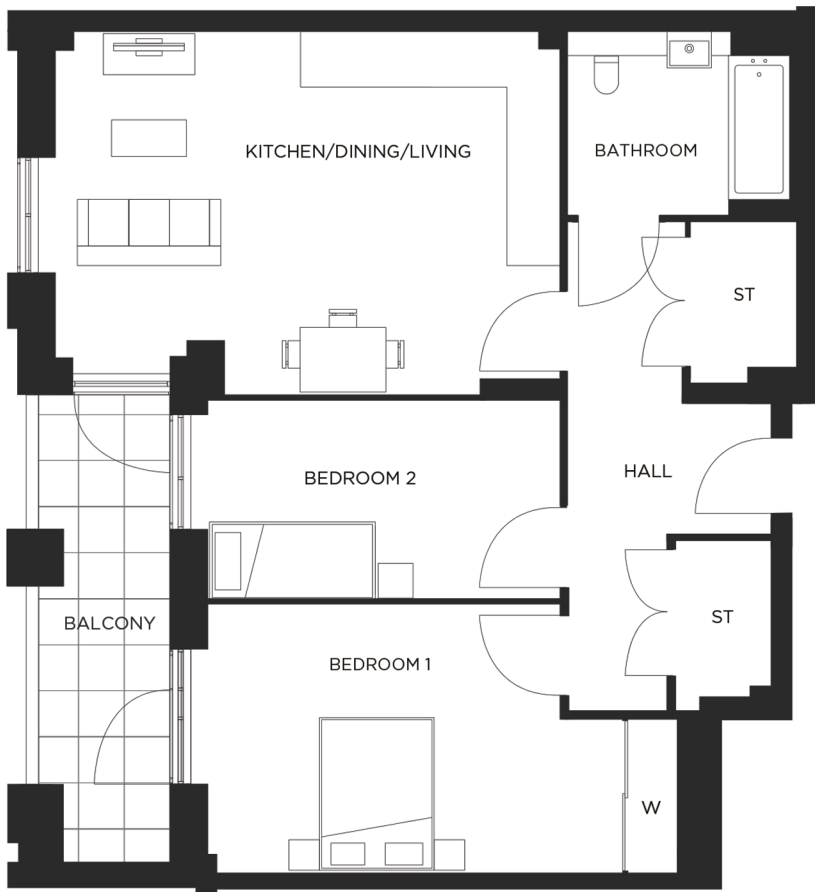 KITCHEN/DINING/LIVING
BATHROOM
ST
BEDROOM 2
HALL
BALCONY
ST
BEDROOM 1
W